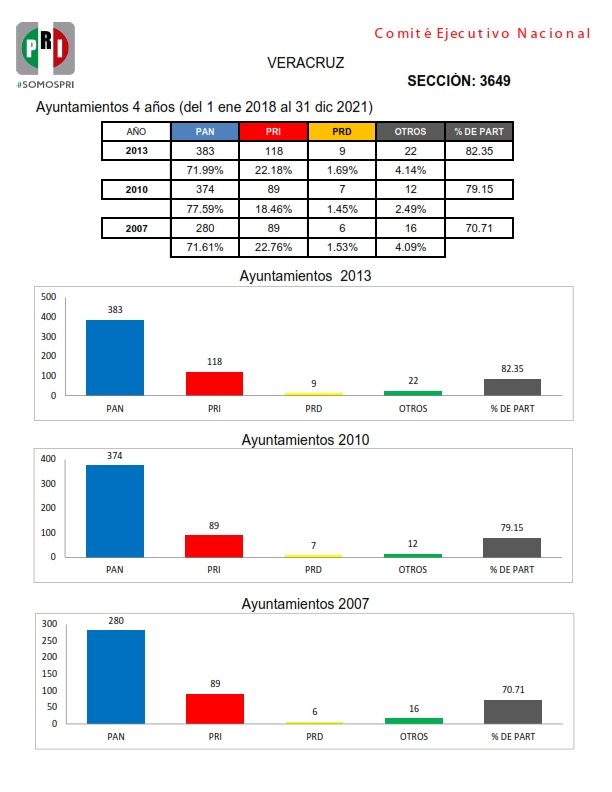 Comité Ejecutivo Nacional
PRI
#SOMOSPRI
VERACRUZ
SECCIÓN: 3649
Ayuntamientos 4 años (del 1 ene 2018 al 31 dic 2021)
AÑO PAN PRI PRD OTROS % DE PART
2013 383 118 9 22 82.35
71.99% 22.18% 1.69% 4.14%
2010 374 89 7 12 79.15
77.59% 18.46% 1.45% 2.49%
2007 280 89 6 16 70.71
71.61% 22.76% 1.53% 4.09%
Ayuntamientos 2013
500
400
300
200
100
0
383 118 9 22 82.35
PAN PRI PRD OTROS % DE PART
Ayuntamientos 2010
400
300
200
100
0
374 89 7 12 79.15
PAN PRI PRD OTROS % DE PART
Ayuntamientos 2007
300
250
200
150
100
50
0
280 89 6 16 70.71
PAN PRI PRD OTROS % DE PART